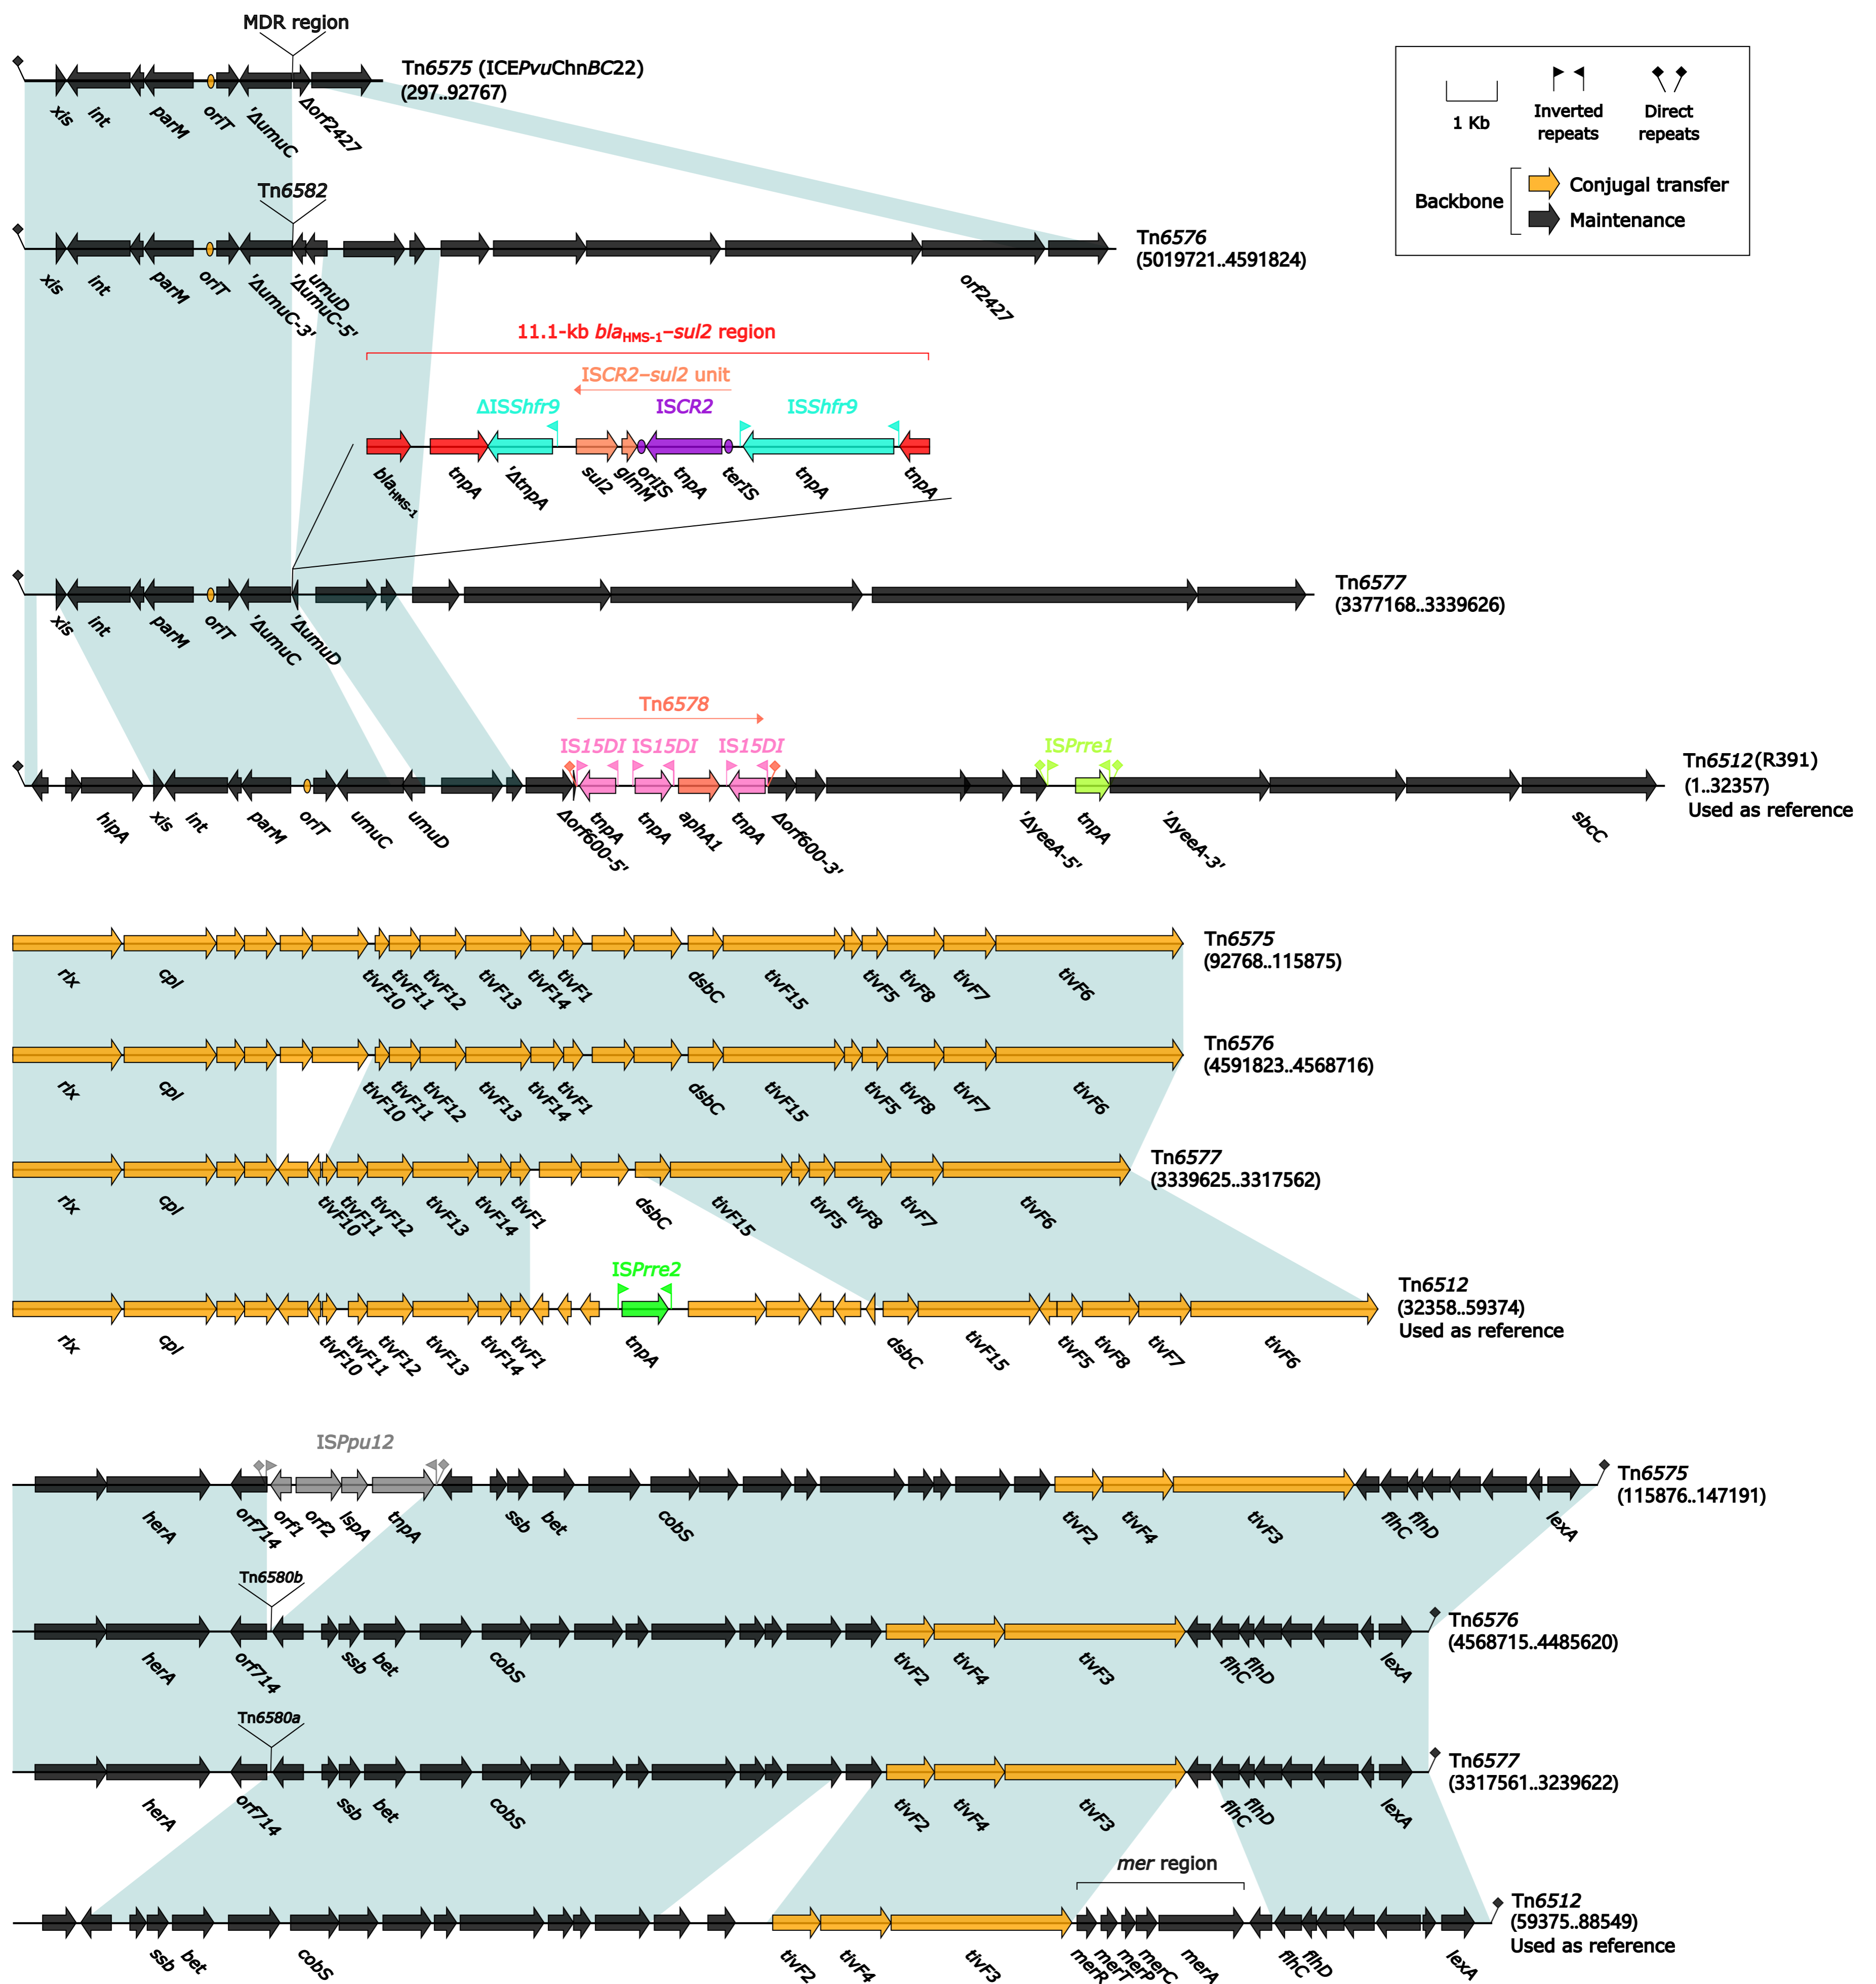 MDR region
Tn6575 (ICEPvuChnBC22)
(297..92767)
xis int parM oriT 'ΔumuC Δorf2427
Inverted repeats
Direct repeats
1 Kb
Backbone
Conjugal transfer
Maintenance
Tn6582
Tn6576
(5019721..4591824)
xis int parM oriT 'ΔumuC-3' 'ΔumuC-5' umuD orf2427
11.1-kb blaHMS-1–sul2 region
ISCR2–sul2 unit
ΔISShfr9 ISCR2 ISShfr9
blaHMS-1 tnpA 'ΔtnpA sul2 glmM oriIS tnpA terIS tnpA tnpA
Tn6577
(3377168..3339626)
xis int parM oriT 'ΔumuC 'ΔumuD
Tn6578
IS15DI IS15DI IS15DI ISPrre1
Tn6512 (R391)
(1..32357)
Used as reference
hipA xis int parM oriT umuC umuD Δorf600-5' tnpA tnpA aphA1 tnpA Δorf600-3' 'ΔyeeA-5' tnpA 'ΔyeeA-3' sbcC
Tn6575
(92768..115875)
rlx cpl tivF10 tivF11 tivF12 tivF13 tivF14 tivF1 dsbC tivF15 tivF5 tivF8 tivF7 tivF6
Tn6576
(4591823..4568716)
rlx cpl tivF10 tivF11 tivF12 tivF13 tivF14 tivF1 dsbC tivF15 tivF5 tivF8 tivF7 tivF6
Tn6577
(3339625..3317562)
rlx cpl tivF10 tivF11 tivF12 tivF13 tivF14 tivF1 dsbC tivF15 tivF5 tivF8 tivF7 tivF6
ISPrre2
Tn6512
(32358..59374)
Used as reference
rlx cpl tivF10 tivF11 tivF12 tivF13 tivF14 tivF1 tnpA dsbC tivF15 tivF5 tivF8 tivF7 tivF6
ISPpu12
Tn6575
(115876..147191)
herA orf714 orf1 orf2 lspA tnpA ssb bet cobS tivF2 tivF4 tivF3 flhC flhD lexA
Tn6580b
Tn6576
(4568715..4485620)
herA orf714 ssb bet cobS tivF2 tivF4 tivF3 flhC flhD lexA
Tn6580a
Tn6577
(3317561..3239622)
herA orf714 ssb bet cobS tivF2 tivF4 tivF3 flhC flhD lexA
mer region
Tn6512
(59375..88549)
Used as reference
ssb bet cobS tivF2 tivF4 tivF3 merR merT merP merC merA flhC flhD lexA